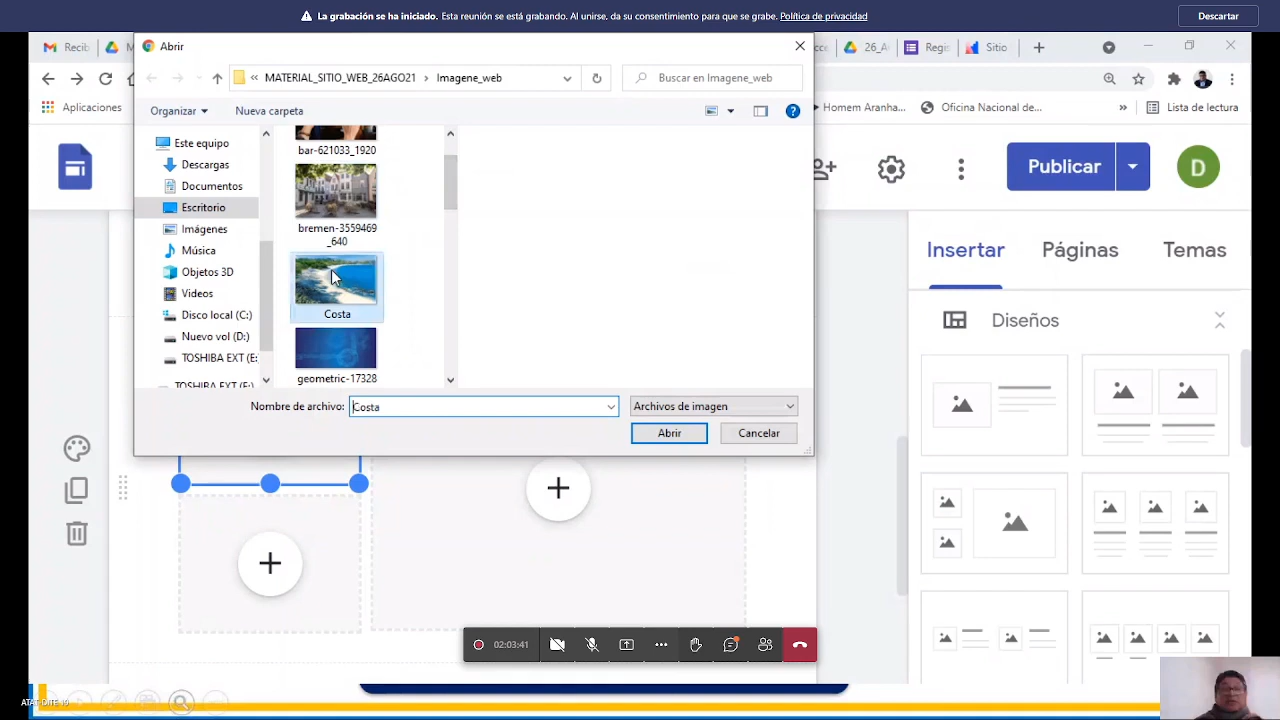 La grabación se ha iniciado. Esta reunión se está grabando. Al unirse, da su consentimiento para que se grabe. Política de privacidad
Descartar
Abrir
Recib
26_A
Regis
Sitio
MATERIAL_SITIO_WEB_26AGO21
Imagene_web
Buscar en Imagene_web
Aplicaciones
Organizar
Nueva carpeta
Homem Aranha...
Oficina Nacional de...
»
Lista de lectura
Este equipo
Descargas
Documentos
Escritorio
Imágenes
Música
Objetos 3D
Videos
Disco local (C:)
Nuevo vol (D:)
TOSHIBA EXT (E:
TOSHIBA EXT (E:)
bar-621033_1920
bremen-3559469
_640
Costa
geometric-17328
Nombre de archivo:
Costa
Archivos de imagen
Abrir
Cancelar
Publicar
D
Insertar
Páginas
Temas
Diseños
02:03:41